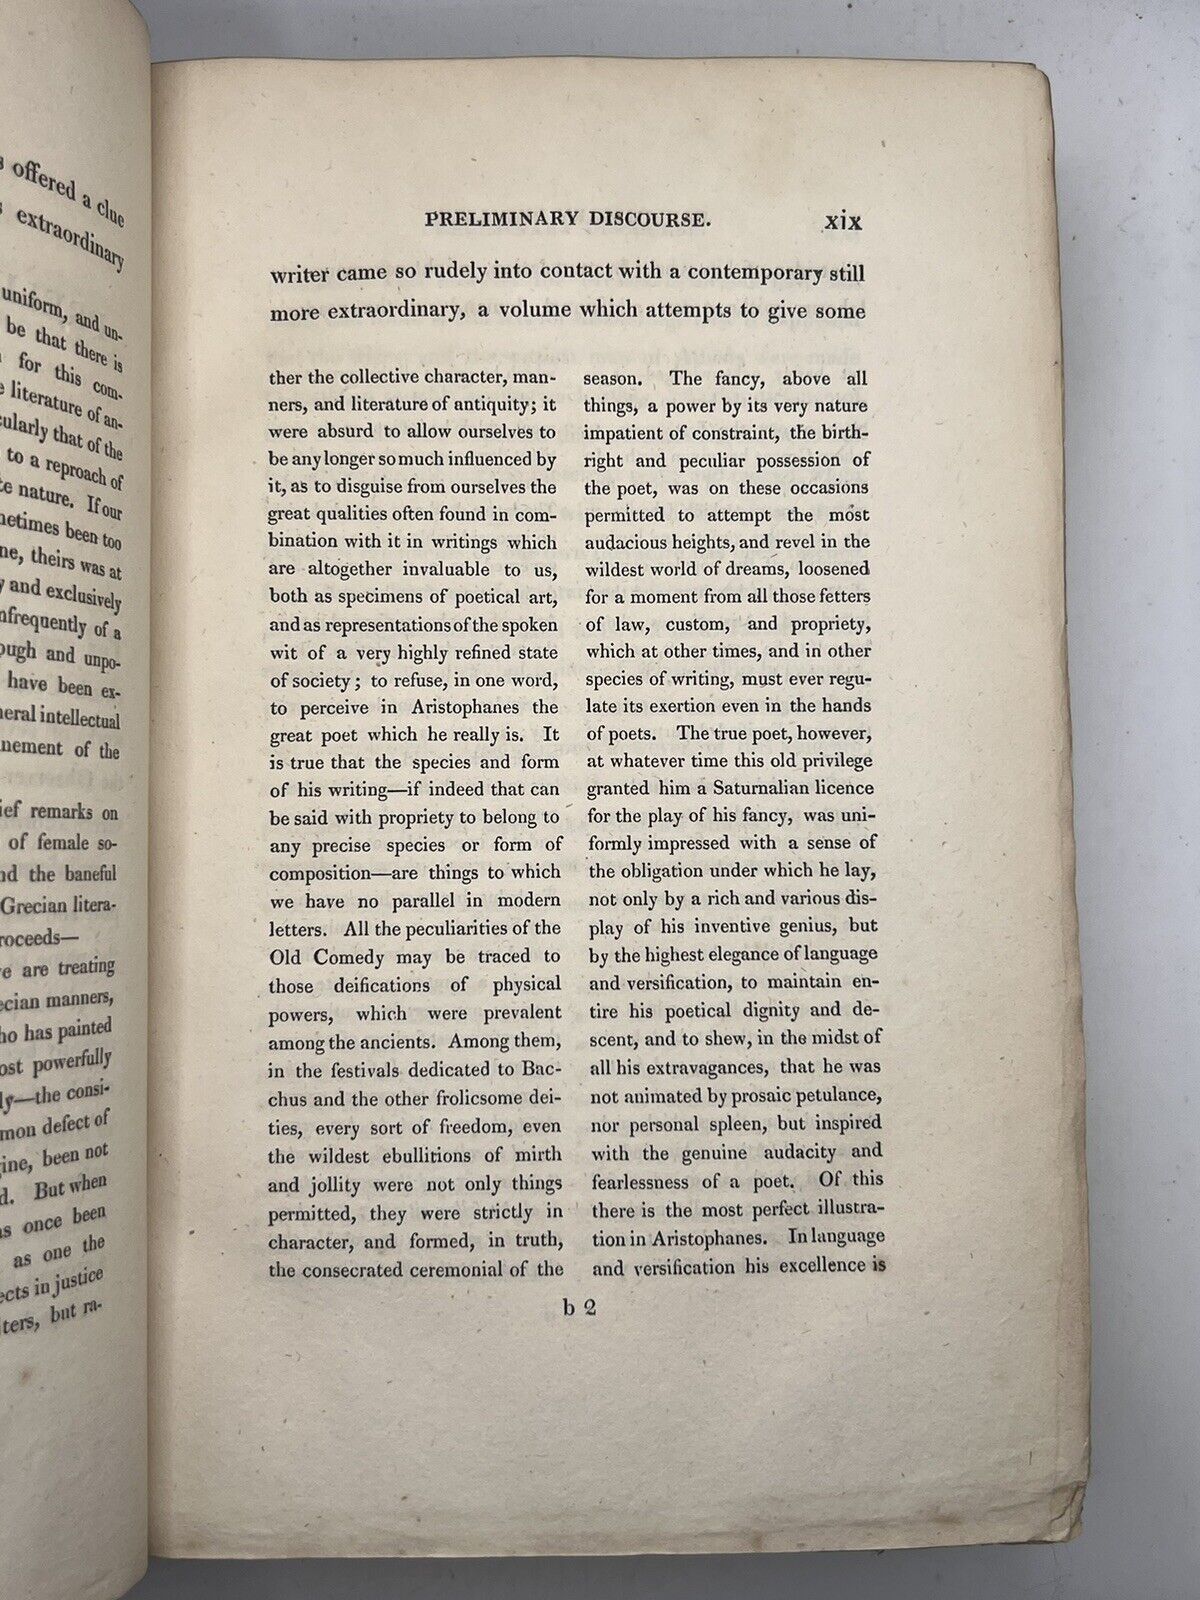 s offered a clue
s extraordinary
uniform, and un-
be that there is
for this com-
e literature of an-
cularly that of the
to a reproach of
te nature. If our
metimes been too
ne, theirs was at
y and exclusively
nfrequently of a
ough and unpo-
have been ex-
neral intellectual
nement of the
ief remarks on
of female so-
nd the baneful
Grecian litera-
roceeds—
ve are treating
ecian manners,
ho has painted
ost powerfully
ly—the consi-
mon defect of
gine, been not
d. But when
as once been
as one the
ects in justice
ters, but ra-
PRELIMINARY DISCOURSE. xix
writer came so rudely into contact with a contemporary still
more extraordinary, a volume which attempts to give some
ther the collective character, man-
ners, and literature of antiquity; it
were absurd to allow ourselves to
be any longer so much influenced by
it, as to disguise from ourselves the
great qualities often found in com-
bination with it in writings which
are altogether invaluable to us,
both as specimens of poetical art,
and as representations of the spoken
wit of a very highly refined state
of society; to refuse, in one word,
to perceive in Aristophanes the
great poet which he really is. It
is true that the species and form
of his writing—if indeed that can
be said with propriety to belong to
any precise species or form of
composition—are things to which
we have no parallel in modern
letters. All the peculiarities of the
Old Comedy may be traced to
those deifications of physical
powers, which were prevalent
among the ancients. Among them,
in the festivals dedicated to Bac-
chus and the other frolicsome dei-
ties, every sort of freedom, even
the wildest ebullitions of mirth
and jollity were not only things
permitted, they were strictly in
character, and formed, in truth,
the consecrated ceremonial of the
season. The fancy, above all
things, a power by its very nature
impatient of constraint, the birth-
right and peculiar possession of
the poet, was on these occasions
permitted to attempt the most
audacious heights, and revel in the
wildest world of dreams, loosened
for a moment from all those fetters
of law, custom, and propriety,
which at other times, and in other
species of writing, must ever regu-
late its exertion even in the hands
of poets. The true poet, however,
at whatever time this old privilege
granted him a Saturnalian licence
for the play of his fancy, was uni-
formly impressed with a sense of
the obligation under which he lay,
not only by a rich and various dis-
play of his inventive genius, but
by the highest elegance of language
and versification, to maintain en-
tire his poetical dignity and de-
scent, and to shew, in the midst of
all his extravagances, that he was
not animated by prosaic petulance,
nor personal spleen, but inspired
with the genuine audacity and
fearlessness of a poet. Of this
there is the most perfect illustra-
tion in Aristophanes. In language
and versification his excellence is
b 2